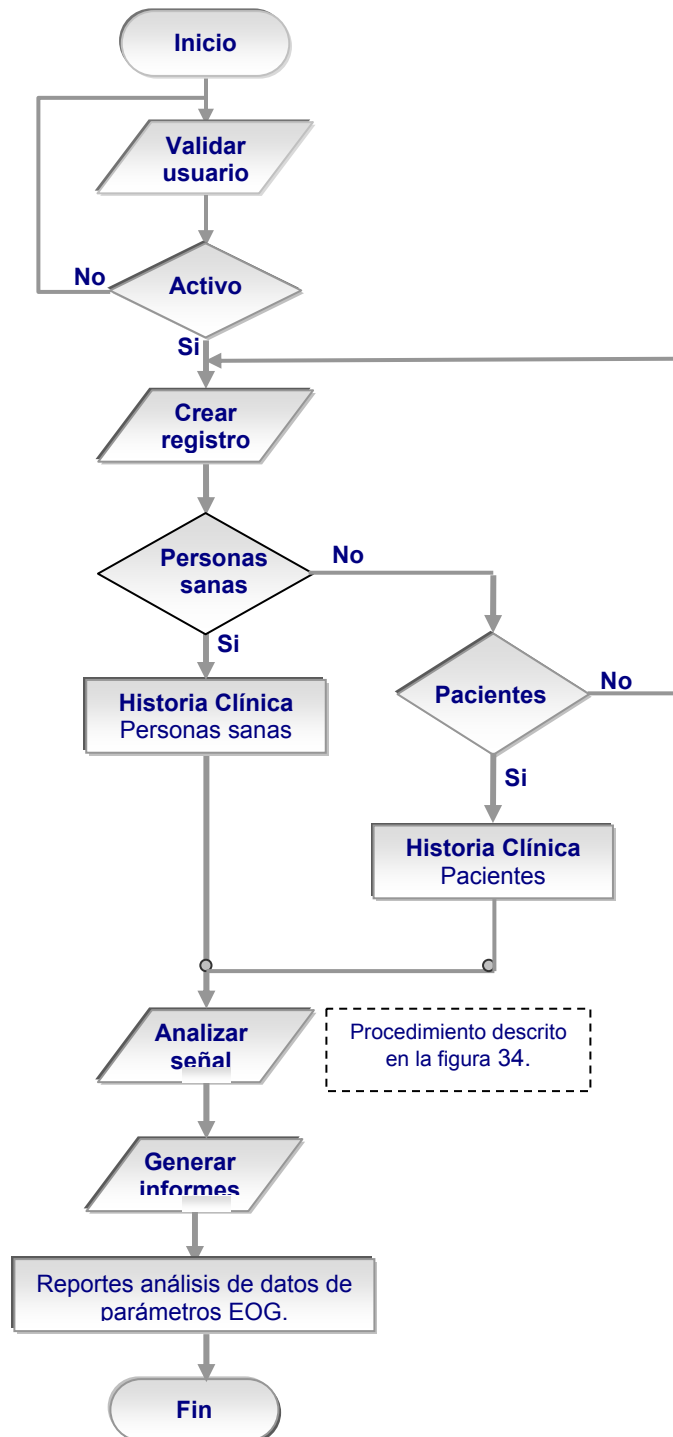 Inicio
Validar
usuario
No
Activo
Si
Crear
registro
Personas
sanas
No
Si
Historia Clínica
Personas sanas
Pacientes
No
Si
Historia Clínica
Pacientes
Analizar
señal
Procedimiento descrito
en la figura 34.
Generar
informes
Reportes análisis de datos de
parámetros EOG.
Fin